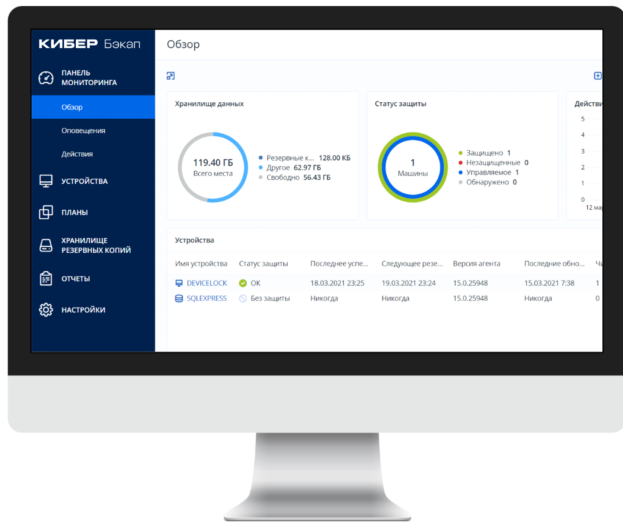 КИБЕР Бэкап
Обзор
ПАНЕЛЬ
МОНИТОРИНГА
Обзор
Оповещения
Действия
УСТРОЙСТВА
ПЛАНЫ
ХРАНИЛИЩЕ
РЕЗЕРВНЫХ КОПИЙ
ОТЧЕТЫ
НАСТРОЙКИ
Хранилище данных
119.40 ГБ
Всего места
Резервные к... 128.00 КБ
Другое 62.97 ГБ
Свободно 56.43 ГБ
Статус защиты
1
Машины
Защищено 1
Незащищенные 0
Управляемое 1
Обнаружено 0
Действи
5
4
3
2
1
0
12 мар
Устройства
Имя устройства Статус защиты Последнее успе... Следующее резе... Версия агента Последние обно... Чи
DEVICELOCK OK 18.03.2021 23:25 19.03.2021 23:24 15.0.25948 15.03.2021 7:38 1
SQLEXPRESS Без защиты Никогда Никогда 15.0.25948 Никогда 0